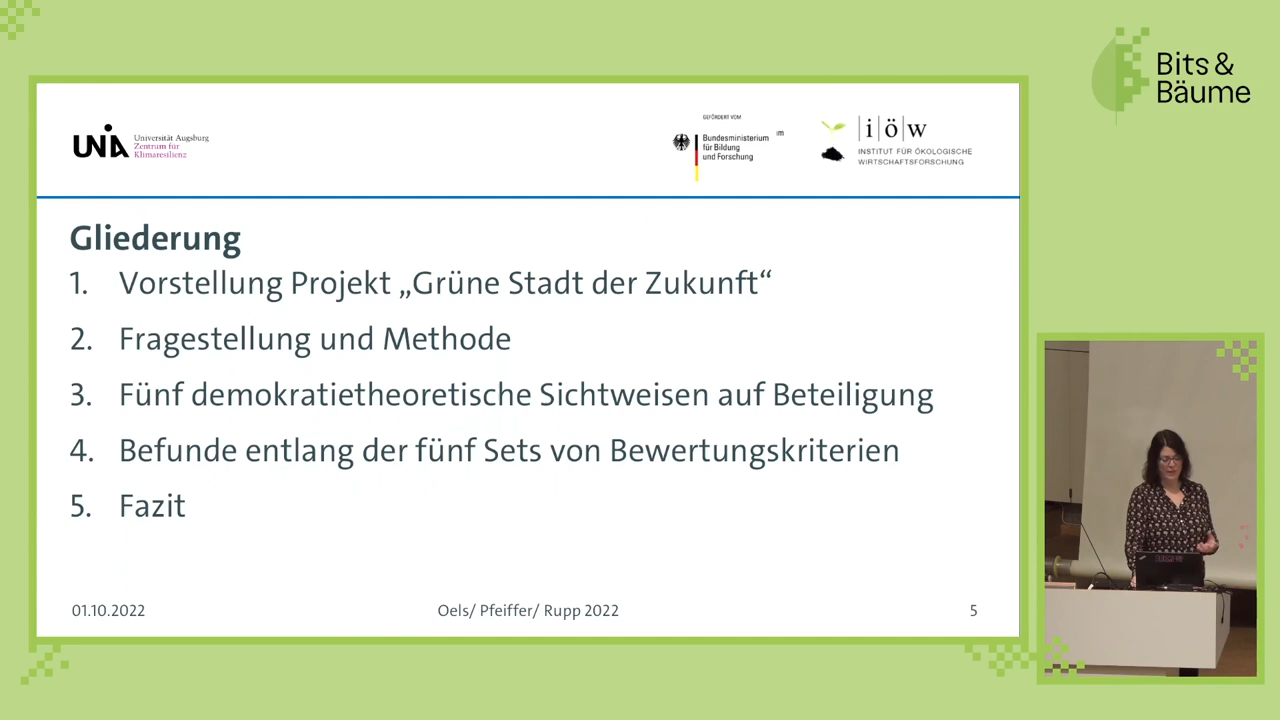 Bits &
Bäume
UNIA
Universität Augsburg
Zentrum für
Klimaresilienz
GEFÖRDERT VOM
Bundesministerium
für Bildung
und Forschung
m
|i|ö|w
INSTITUT FÜR ÖKOLOGISCHE
WIRTSCHAFTSFORSCHUNG
Gliederung
1. Vorstellung Projekt „Grüne Stadt der Zukunft“
2. Fragestellung und Methode
3. Fünf demokratietheoretische Sichtweisen auf Beteiligung
4. Befunde entlang der fünf Sets von Bewertungskriterien
5. Fazit
01.10.2022 Oels/ Pfeiffer/ Rupp 2022 5